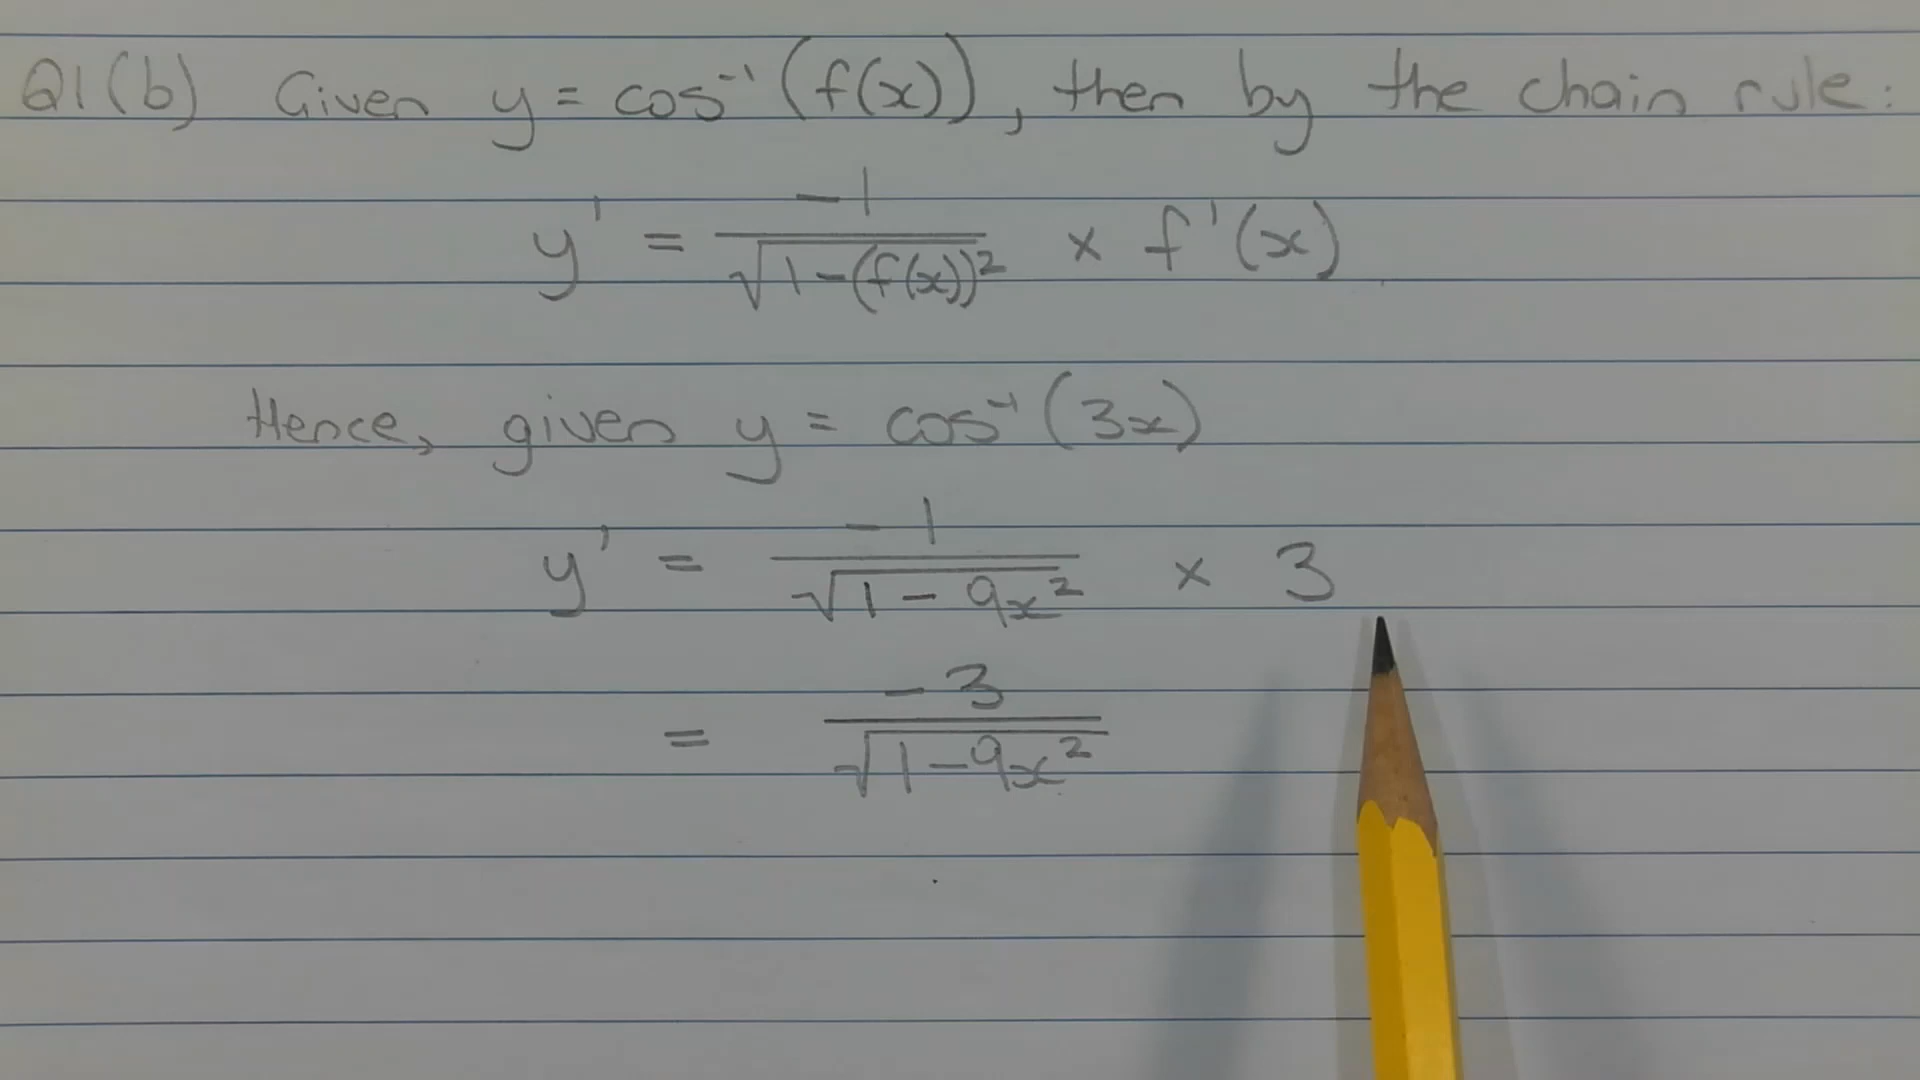 Q1(b) Given y = cos⁻¹(f(x)), then by the chain rule:
y' = -1/√(1-(f(x))²) × f'(x)
Hence, given y = cos⁻¹(3x)
y' = -1/√(1-9x²) × 3
= -3/√(1-9x²)